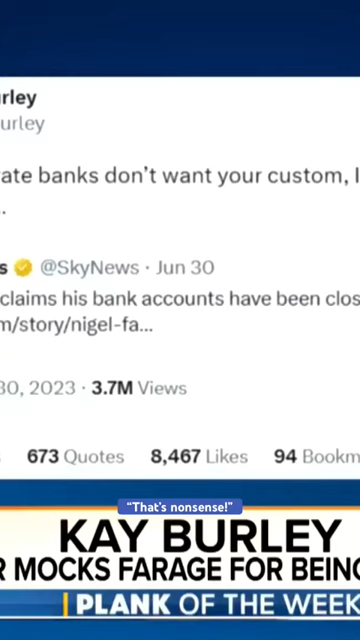 rley
urley
ate banks don't want your custom, I
..
s @SkyNews · Jun 30
claims his bank accounts have been clos
m/story/nigel-fa...
30, 2023 · 3.7M Views
673 Quotes 8,467 Likes 94 Bookm
"That's nonsense!"
KAY BURLEY
R MOCKS FARAGE FOR BEING
PLANK OF THE WEEK